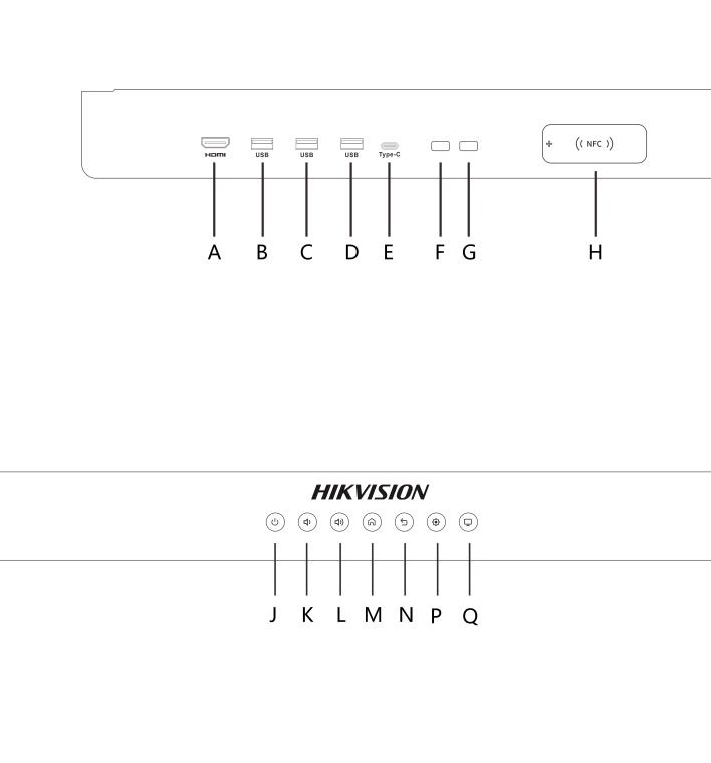 HDMI USB USB USB Type-C NFC
A B C D E F G H
HIKVISION
J K L M N P Q